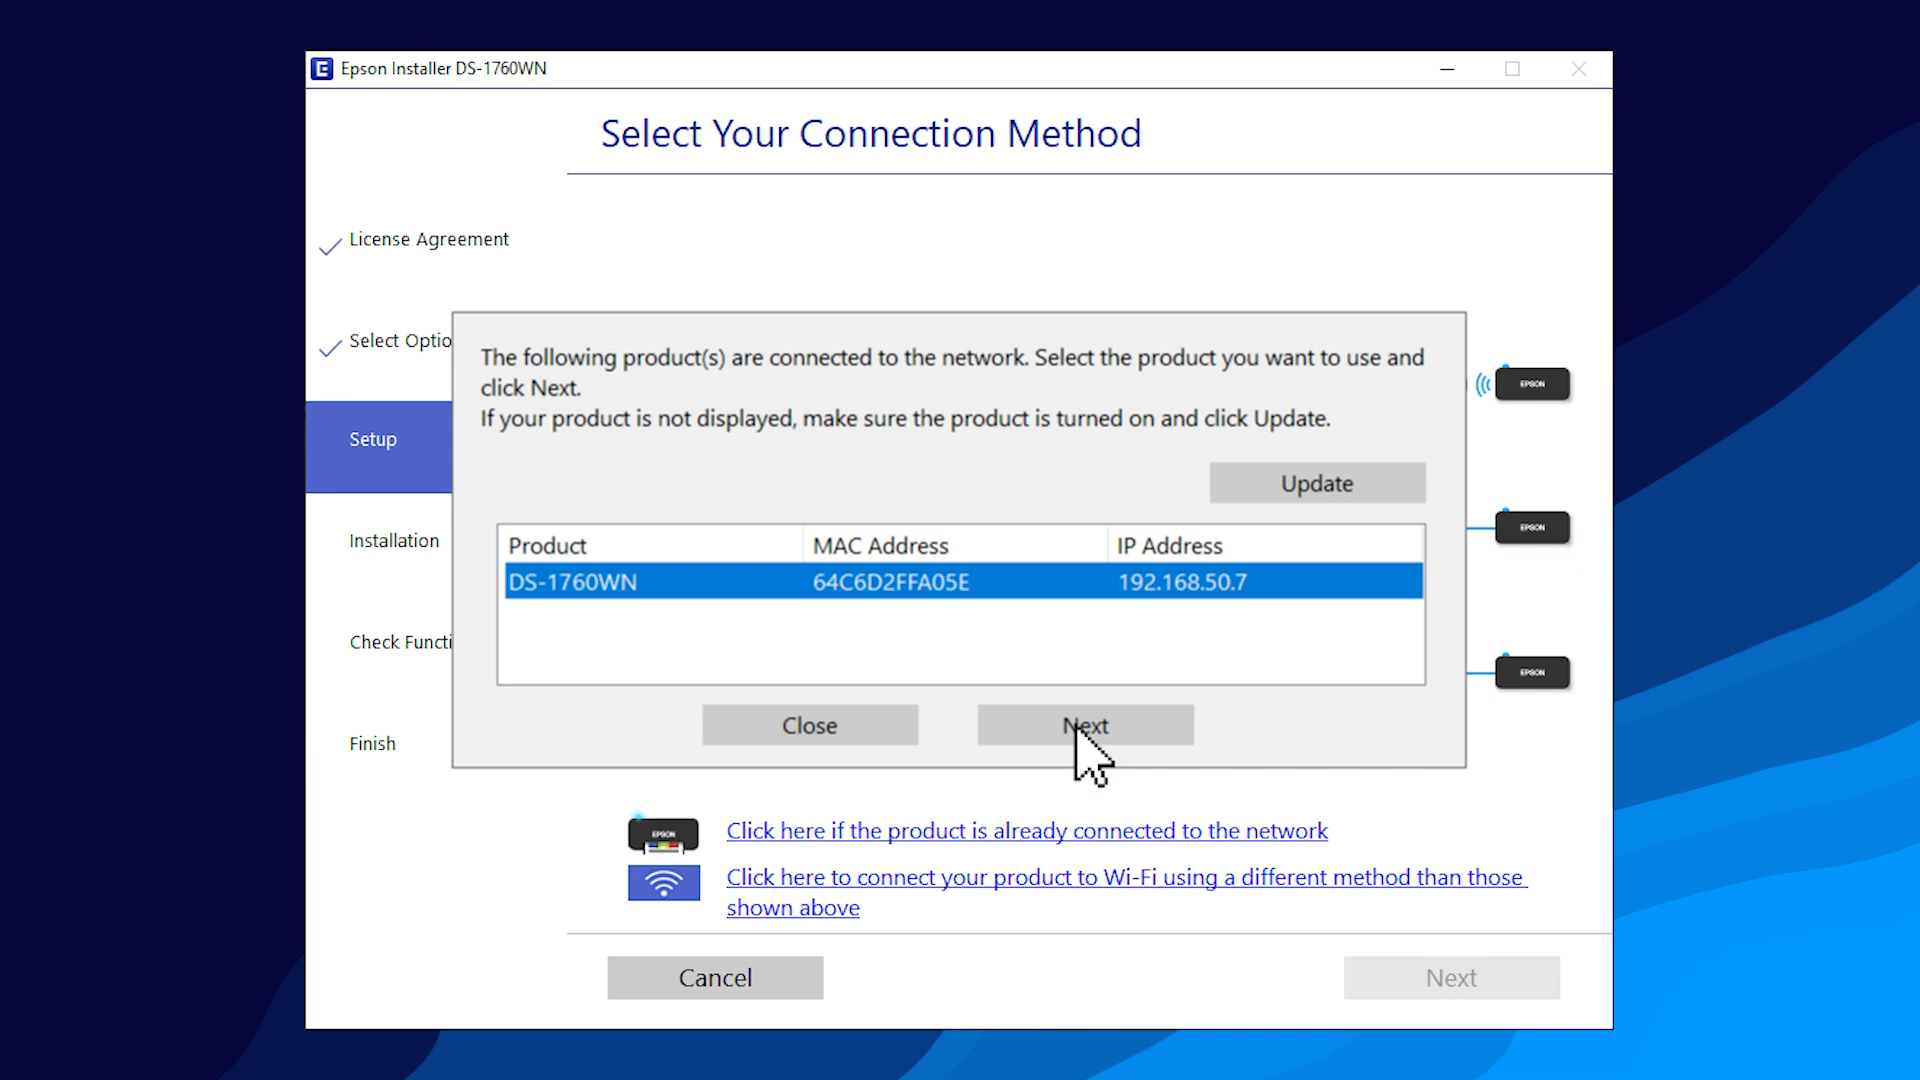 Epson Installer DS-1760WN
Select Your Connection Method
License Agreement
Select Optio
Setup
Installation
Check Functi
Finish
The following product(s) are connected to the network. Select the product you want to use and
click Next.
If your product is not displayed, make sure the product is turned on and click Update.
Update
Product MAC Address IP Address
DS-1760WN 64C6D2FFA05E 192.168.50.7
Close Next
EPSON
EPSON
EPSON
EPSON
Click here if the product is already connected to the network
Click here to connect your product to Wi-Fi using a different method than those
shown above
Cancel Next